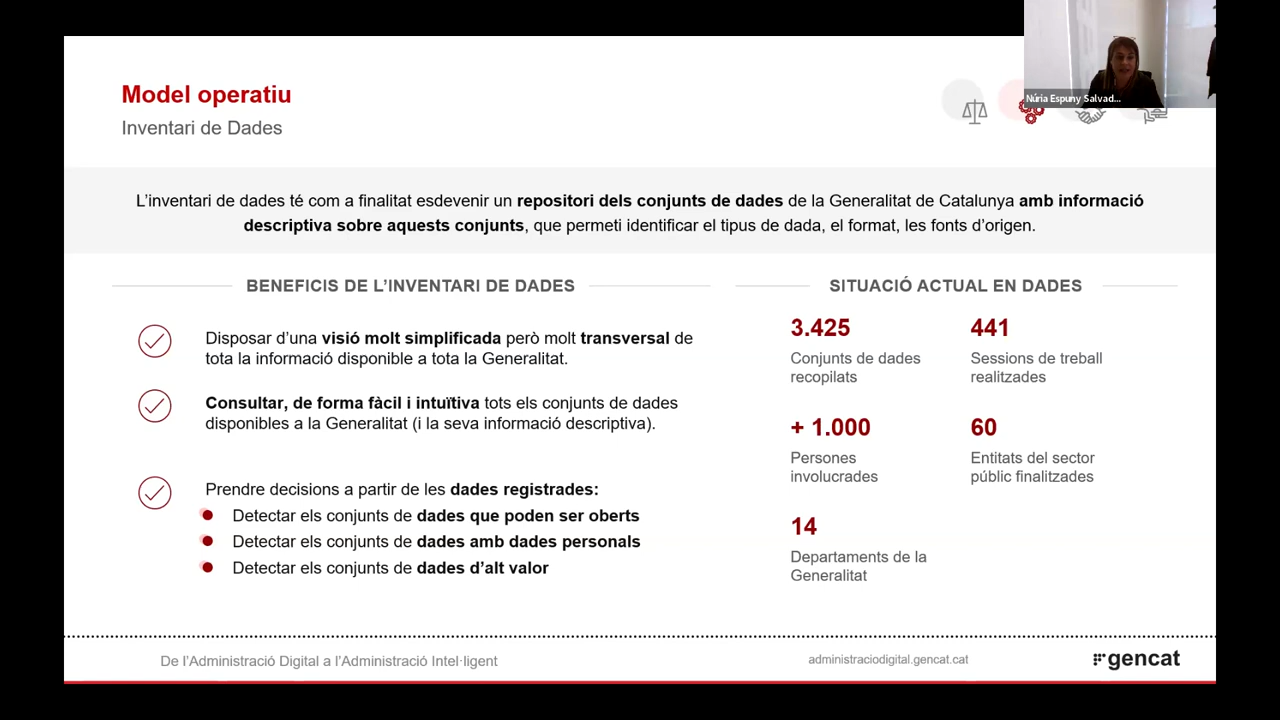 Núria Espuny Salvad...
Model operatiu
Inventari de Dades
L'inventari de dades té com a finalitat esdevenir un repositori dels conjunts de dades de la Generalitat de Catalunya amb informació
descriptiva sobre aquests conjunts, que permeti identificar el tipus de dada, el format, les fonts d'origen.
BENEFICIS DE L'INVENTARI DE DADES
Disposar d'una visió molt simplificada però molt transversal de
tota la informació disponible a tota la Generalitat.
Consultar, de forma fàcil i intuïtiva tots els conjunts de dades
disponibles a la Generalitat (i la seva informació descriptiva).
Prendre decisions a partir de les dades registrades:
Detectar els conjunts de dades que poden ser oberts
Detectar els conjunts de dades amb dades personals
Detectar els conjunts de dades d'alt valor
SITUACIÓ ACTUAL EN DADES
3.425
Conjunts de dades
recopilats
441
Sessions de treball
realitzades
+ 1.000
Persones
involucrades
60
Entitats del sector
públic finalitzades
14
Departaments de la
Generalitat
De l'Administració Digital a l'Administració Intel·ligent
administraciodigital.gencat.cat
gencat